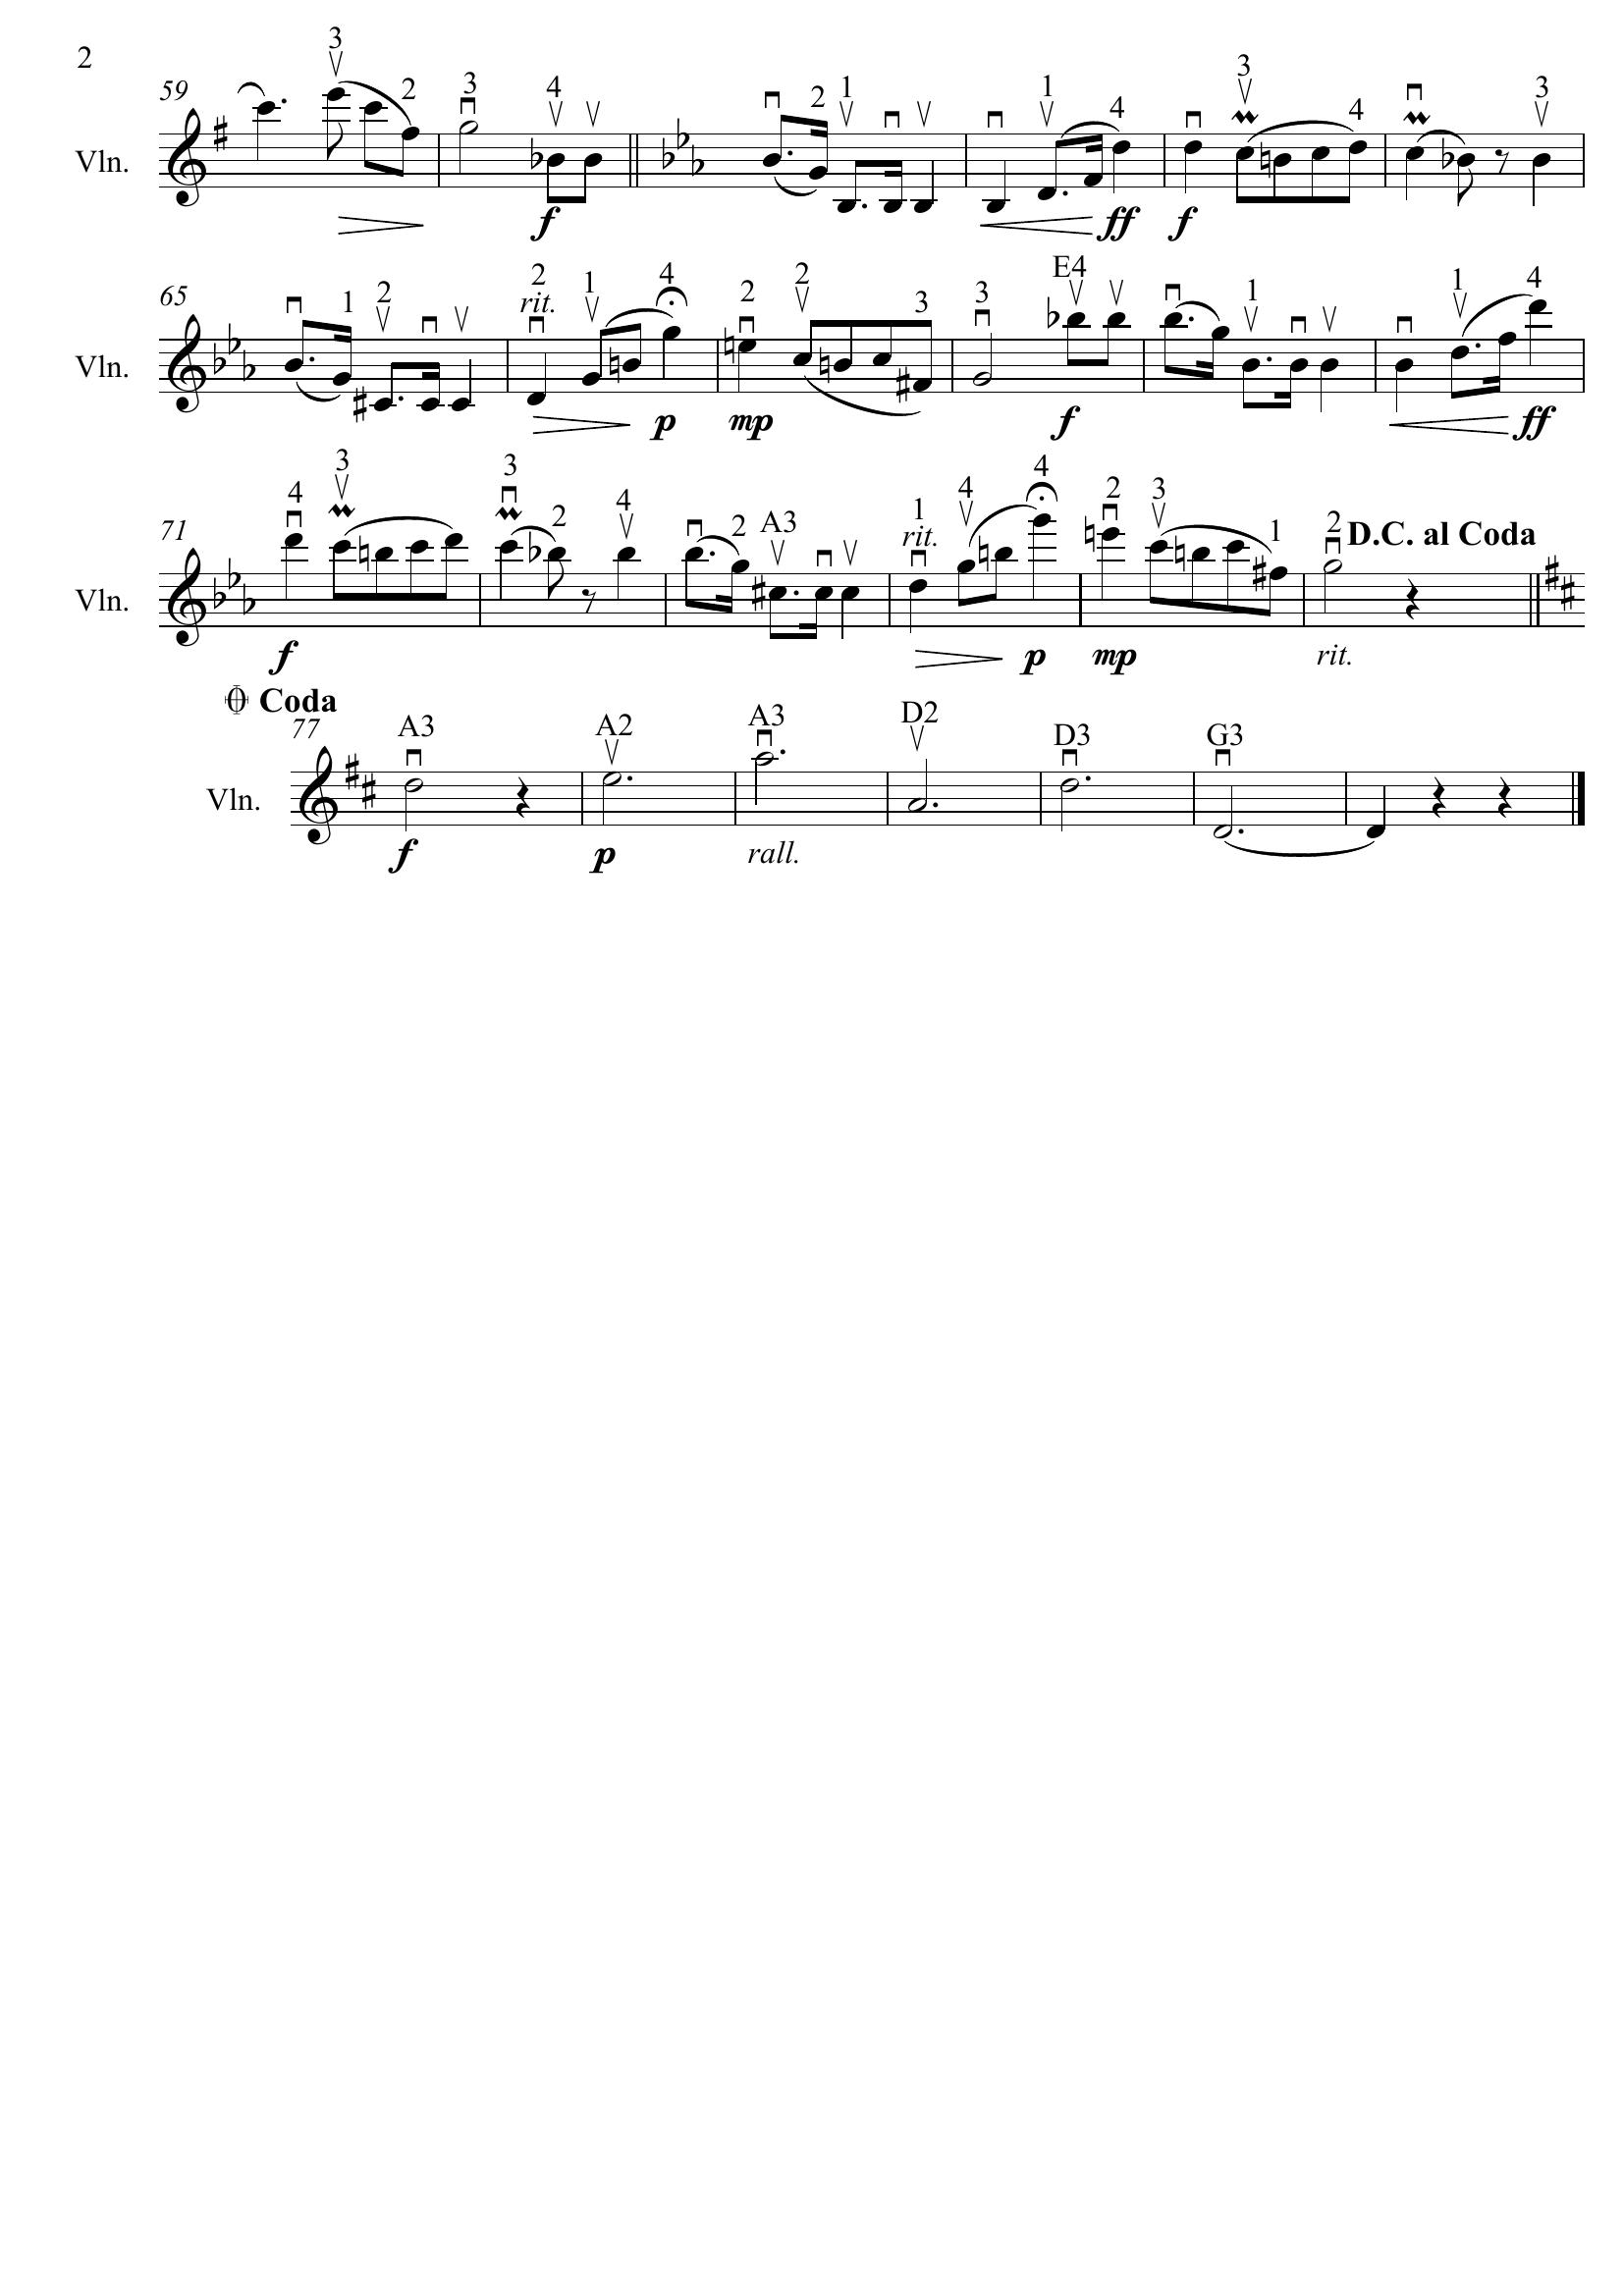 2
59
3 2 3 4 1 2 1 4 3 4 3
Vln.
f ff f
65
1 2 2 1 4 2 2 3 3 E4 1 1 4
rit.
Vln.
p mp f ff
71
4 3 3 2 4 2 A3 1 4 4 2 3 1 2
rit. D.C. al Coda
Vln.
f p mp rit.
Coda
77
A3 A2 A3 D2 D3 G3
Vln.
f p rall.